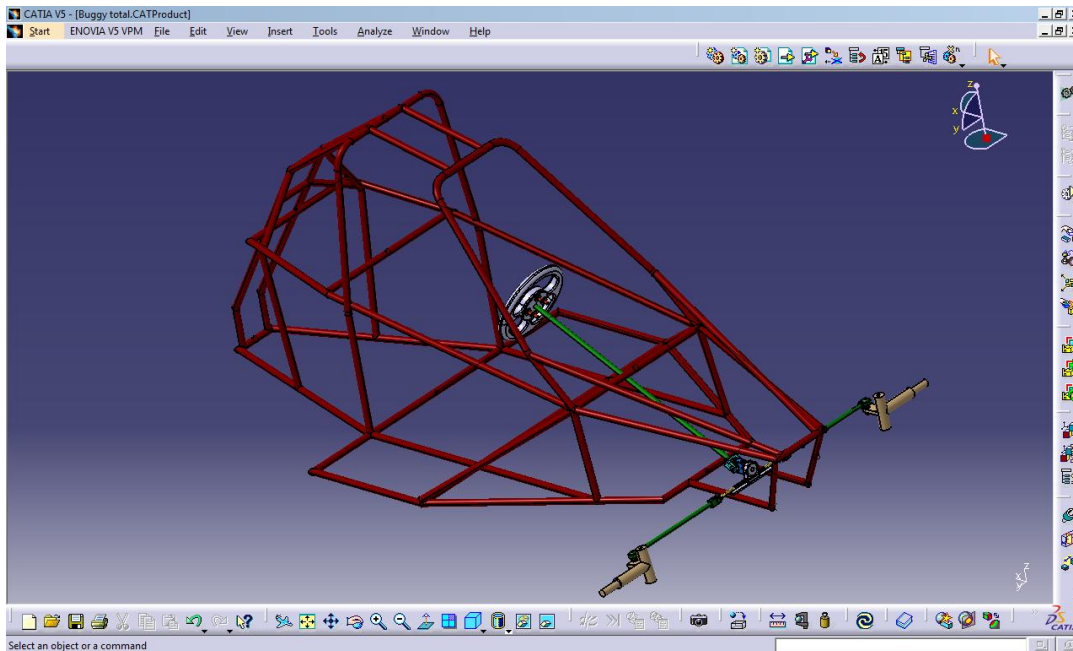 CATIA V5 - [Buggy total.CATProduct]
Start ENOVIA V5 VPM File Edit View Insert Tools Analyze Window Help
z
x
y
z
x
y
CATIA
Select an object or a command